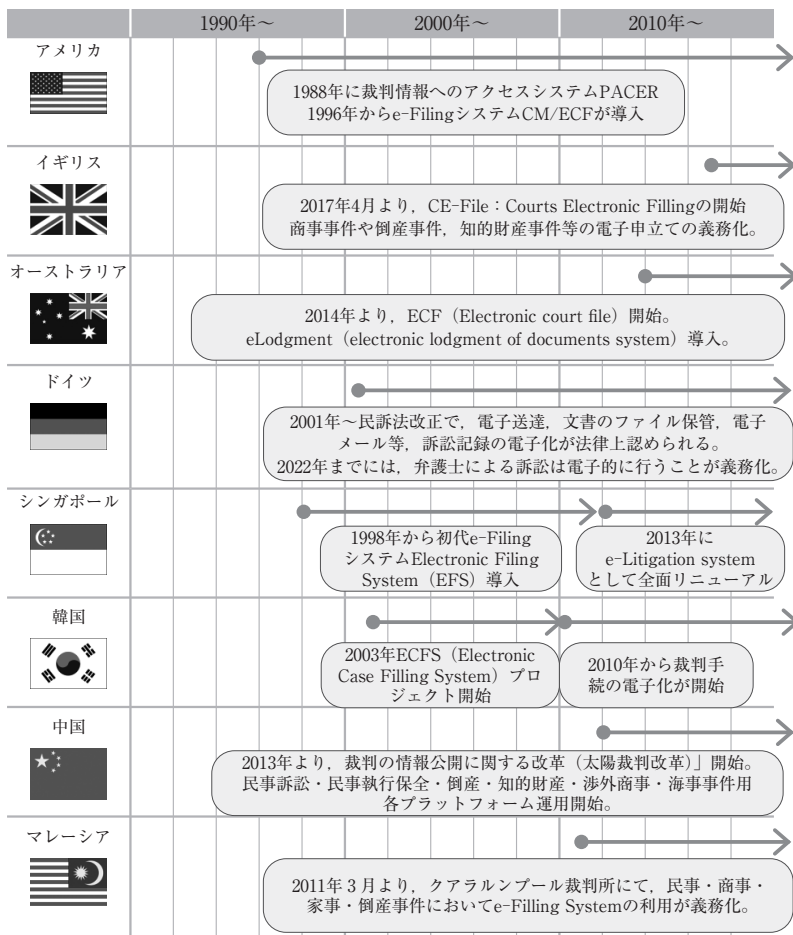 1990年～ 2000年～ 2010年～
アメリカ
1988年に裁判情報へのアクセスシステムPACER
1996年からe-FilingシステムCM/ECFが導入
イギリス
2017年4月より，CE-File：Courts Electronic Fillingの開始
商事事件や倒産事件，知的財産事件等の電子申立ての義務化。
オーストラリア
2014年より，ECF（Electronic court file）開始。
eLodgment（electronic lodgment of documents system）導入。
ドイツ
2001年～民訴法改正で，電子送達，文書のファイル保管，電子
メール等，訴訟記録の電子化が法律上認められる。
2022年までには，弁護士による訴訟は電子的に行うことが義務化。
シンガポール
1998年から初代e-Filing
システムElectronic Filing
System（EFS）導入
2013年に
e-Litigation system
として全面リニューアル
韓国
2003年ECFS（Electronic
Case Filling System）プロ
ジェクト開始
2010年から裁判手
続の電子化が開始
中国
2013年より，裁判の情報公開に関する改革（太陽裁判改革）」開始。
民事訴訟・民事執行保全・倒産・知的財産・渉外商事・海事事件用
各プラットフォーム運用開始。
マレーシア
2011年３月より，クアラルンプール裁判所にて，民事・商事・
家事・倒産事件においてe-Filling Systemの利用が義務化。